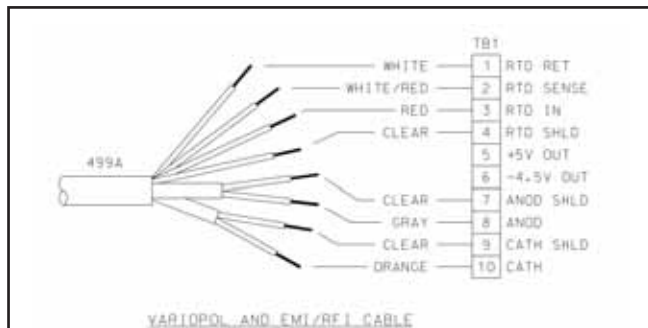 TB1
WHITE 1 RTD RET
WHITE/RED 2 RTD SENSE
RED 3 RTD IN
CLEAR 4 RTD SHLD
499A
5 +5V OUT
6 -4.5V OUT
CLEAR 7 ANOD SHLD
GRAY 8 ANOD
CLEAR 9 CATH SHLD
ORANGE 10 CATH
VARIOPOL AND EMI/RFI CABLE